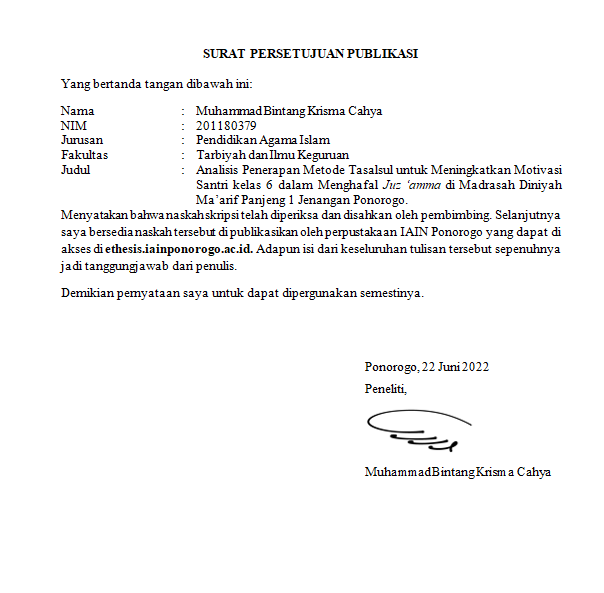 SURAT PERSETUJUAN PUBLIKASI
Yang bertanda tangan dibawah ini:
Nama : Muhammad Bintang Krisma Cahya
NIM : 201180379
Jurusan : Pendidikan Agama Islam
Fakultas : Tarbiyah dan Ilmu Keguruan
Judul : Analisis Penerapan Metode Tasalsul untuk Meningkatkan Motivasi
Santri kelas 6 dalam Menghafal Juz 'amma di Madrasah Diniyah
Ma'arif Panjeng 1 Jenangan Ponorogo.
Menyatakan bahwa naskah skripsi telah diperiksa dan disahkan oleh pembimbing. Selanjutnya
saya bersedia naskah tersebut di publikasikan oleh perpustakaan IAIN Ponorogo yang dapat di
akses di ethesis.iainponorogo.ac.id. Adapun isi dari keseluruhan tulisan tersebut sepenuhnya
jadi tanggung jawab dari penulis.
Demikian pernyataan saya untuk dapat dipergunakan semestinya.
Ponorogo, 22 Juni 2022
Peneliti,
Muhammad Bintang Krisma Cahya